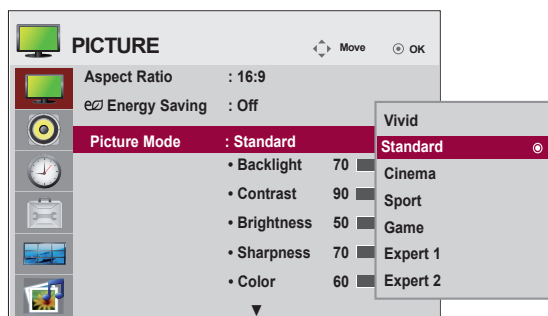 PICTURE Move OK
Aspect Ratio : 16:9
Energy Saving : Off
Picture Mode : Standard
• Backlight 70
• Contrast 90
• Brightness 50
• Sharpness 70
• Color 60
▼
Vivid
Standard
Cinema
Sport
Game
Expert 1
Expert 2